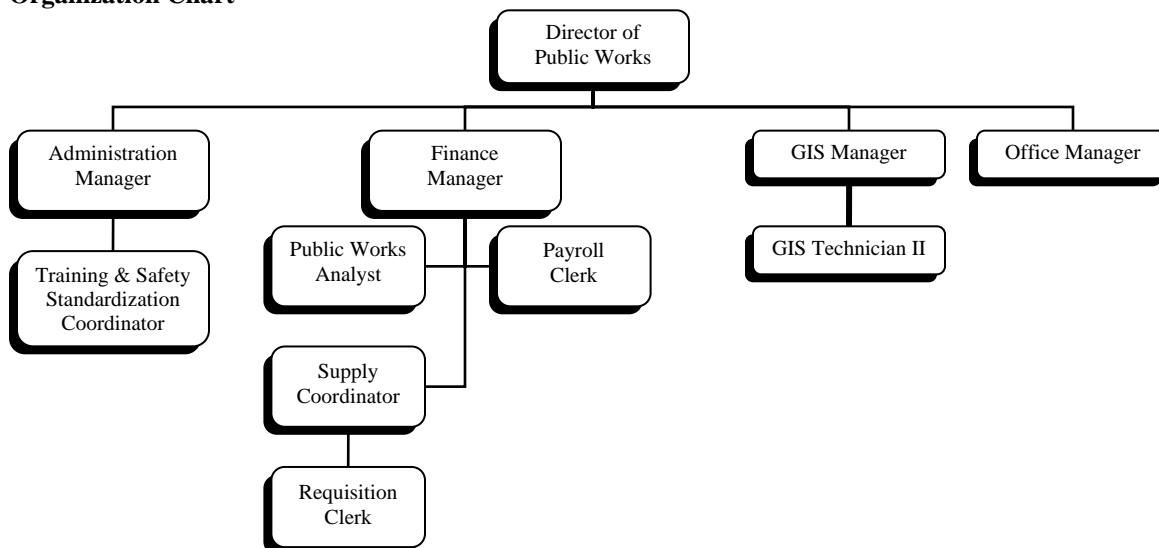 Organization Chart
Director of
Public Works
Administration
Manager
Finance
Manager
GIS Manager
Office Manager
Training & Safety
Standardization
Coordinator
Public Works
Analyst
Payroll
Clerk
GIS Technician II
Supply
Coordinator
Requisition
Clerk